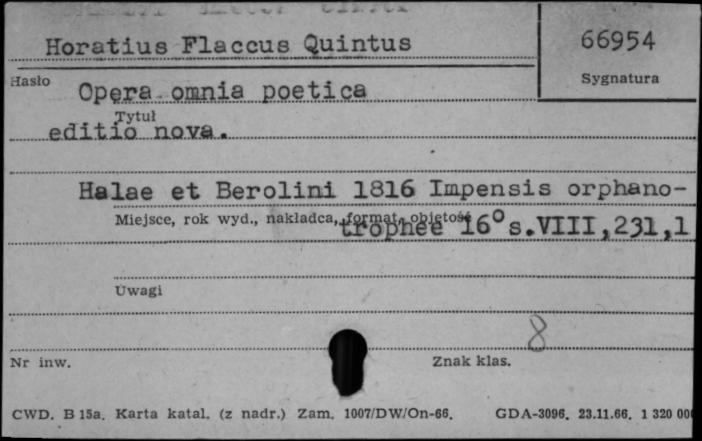 Horatius Flaccus Quintus
66954
Hasło
Sygnatura
Opera omnia poetica
Tytuł
editio nova.
Halae et Berolini 1816 Impensis orphano-
Miejsce, rok wyd., nakładca, format, objętość
trophee 16° s.VIII,231,1
Uwagi
8
Nr inw.
Znak klas.
CWD. B 15a. Karta katal. (z nadr.) Zam. 1007/DW/On-66. GDA-3096. 23.11.66. 1 320 00